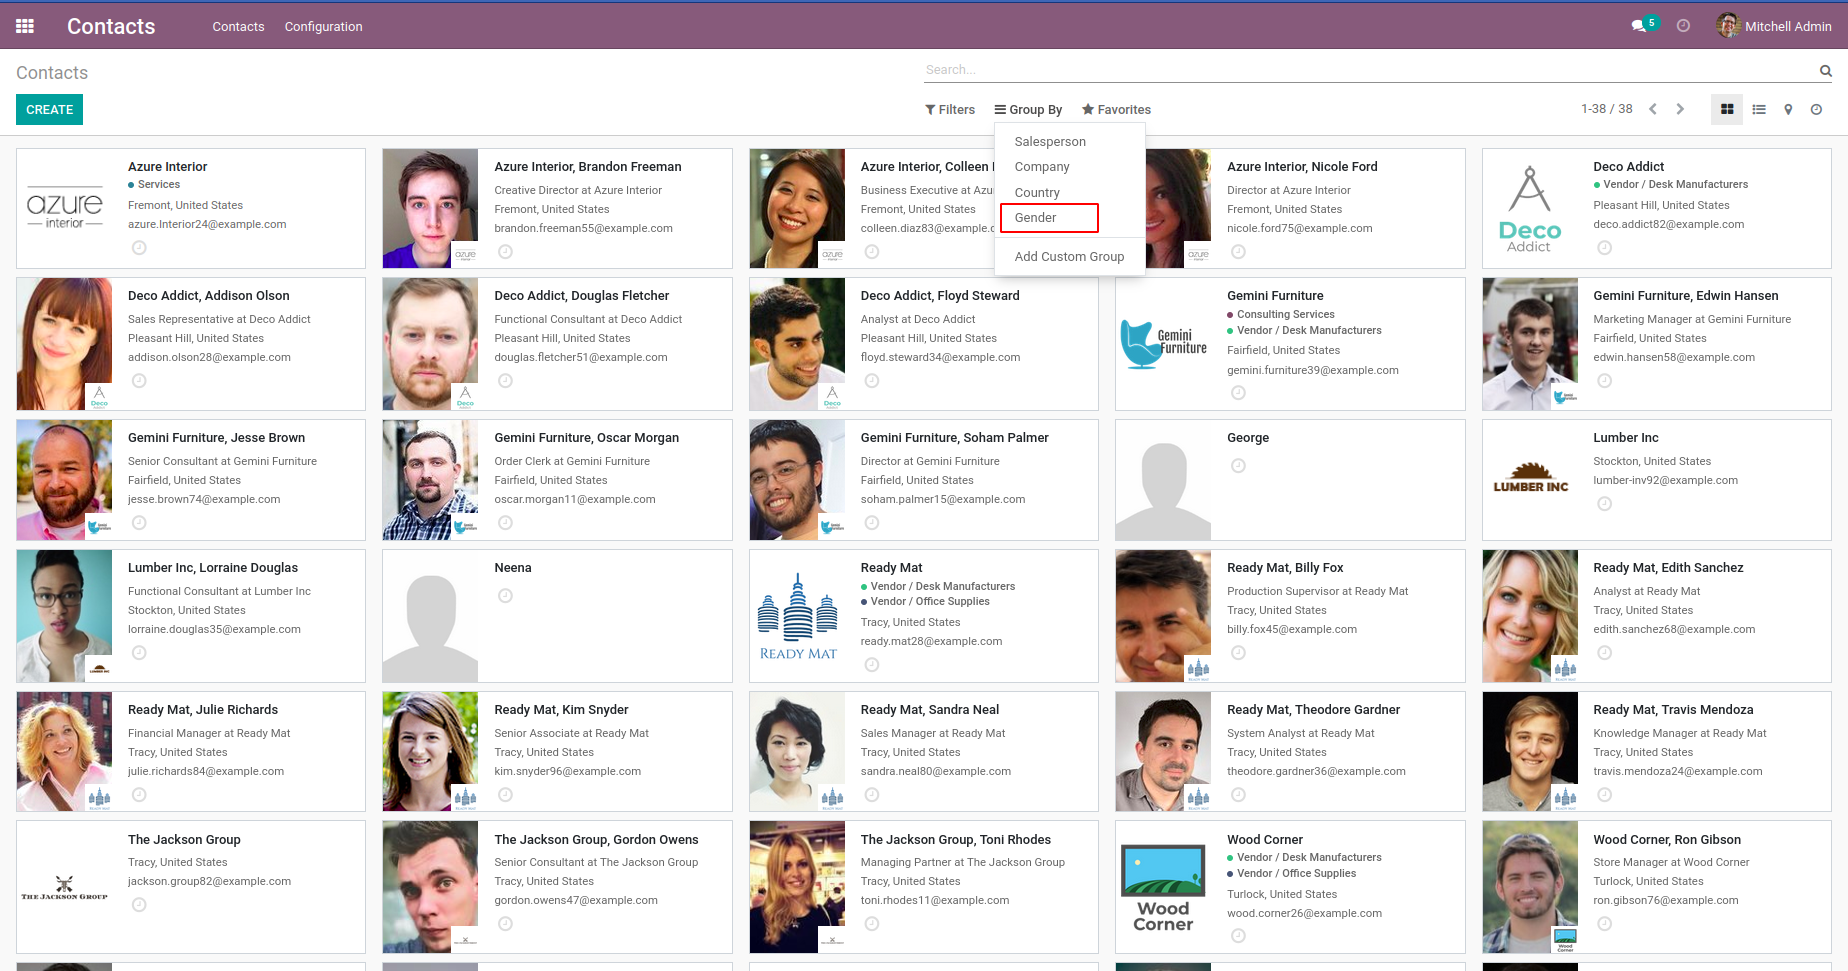 Contacts
Contacts
Configuration
5
Mitchell Admin
Contacts
Search...
CREATE
Filters
Group By
Favorites
1-38 / 38
Salesperson
Company
Country
Gender
Add Custom Group
azure
interior
Azure Interior
Services
Fremont, United States
azure.Interior24@example.com
Azure Interior, Brandon Freeman
Creative Director at Azure Interior
Fremont, United States
brandon.freeman55@example.com
azure
Azure Interior, Colleen
Business Executive at Azu
Fremont, United States
colleen.diaz83@example.c
azure
Azure Interior, Nicole Ford
Director at Azure Interior
Fremont, United States
nicole.ford75@example.com
azure
Deco
Addict
Deco Addict
Vendor / Desk Manufacturers
Pleasant Hill, United States
deco.addict82@example.com
Deco Addict, Addison Olson
Sales Representative at Deco Addict
Pleasant Hill, United States
addison.olson28@example.com
Deco
Deco Addict, Douglas Fletcher
Functional Consultant at Deco Addict
Pleasant Hill, United States
douglas.fletcher51@example.com
Deco
Deco Addict, Floyd Steward
Analyst at Deco Addict
Pleasant Hill, United States
floyd.steward34@example.com
Deco
Gemini
Furniture
Gemini Furniture
Consulting Services
Vendor / Desk Manufacturers
Fairfield, United States
gemini.furniture39@example.com
Gemini Furniture, Edwin Hansen
Marketing Manager at Gemini Furniture
Fairfield, United States
edwin.hansen58@example.com
Gemini Furniture, Jesse Brown
Senior Consultant at Gemini Furniture
Fairfield, United States
jesse.brown74@example.com
Gemini Furniture, Oscar Morgan
Order Clerk at Gemini Furniture
Fairfield, United States
oscar.morgan11@example.com
Gemini Furniture, Soham Palmer
Director at Gemini Furniture
Fairfield, United States
soham.palmer15@example.com
George
LUMBER INC
Lumber Inc
Stockton, United States
lumber-inv92@example.com
Lumber Inc, Lorraine Douglas
Functional Consultant at Lumber Inc
Stockton, United States
lorraine.douglas35@example.com
LUMBER INC
Neena
READY MAT
Ready Mat
Vendor / Desk Manufacturers
Vendor / Office Supplies
Tracy, United States
ready.mat28@example.com
Ready Mat, Billy Fox
Production Supervisor at Ready Mat
Tracy, United States
billy.fox45@example.com
READY MAT
Ready Mat, Edith Sanchez
Analyst at Ready Mat
Tracy, United States
edith.sanchez68@example.com
READY MAT
Ready Mat, Julie Richards
Financial Manager at Ready Mat
Tracy, United States
julie.richards84@example.com
READY MAT
Ready Mat, Kim Snyder
Senior Associate at Ready Mat
Tracy, United States
kim.snyder96@example.com
READY MAT
Ready Mat, Sandra Neal
Sales Manager at Ready Mat
Tracy, United States
sandra.neal80@example.com
READY MAT
Ready Mat, Theodore Gardner
System Analyst at Ready Mat
Tracy, United States
theodore.gardner36@example.com
READY MAT
Ready Mat, Travis Mendoza
Knowledge Manager at Ready Mat
Tracy, United States
travis.mendoza24@example.com
READY MAT
THE JACKSON GROUP
The Jackson Group
Tracy, United States
jackson.group82@example.com
The Jackson Group, Gordon Owens
Senior Consultant at The Jackson Group
Tracy, United States
gordon.owens47@example.com
The Jackson Group, Toni Rhodes
Managing Partner at The Jackson Group
Tracy, United States
toni.rhodes11@example.com
Wood
Corner
Wood Corner
Vendor / Desk Manufacturers
Vendor / Office Supplies
Turlock, United States
wood.corner26@example.com
Wood Corner, Ron Gibson
Store Manager at Wood Corner
Turlock, United States
ron.gibson76@example.com
Wood
Corner